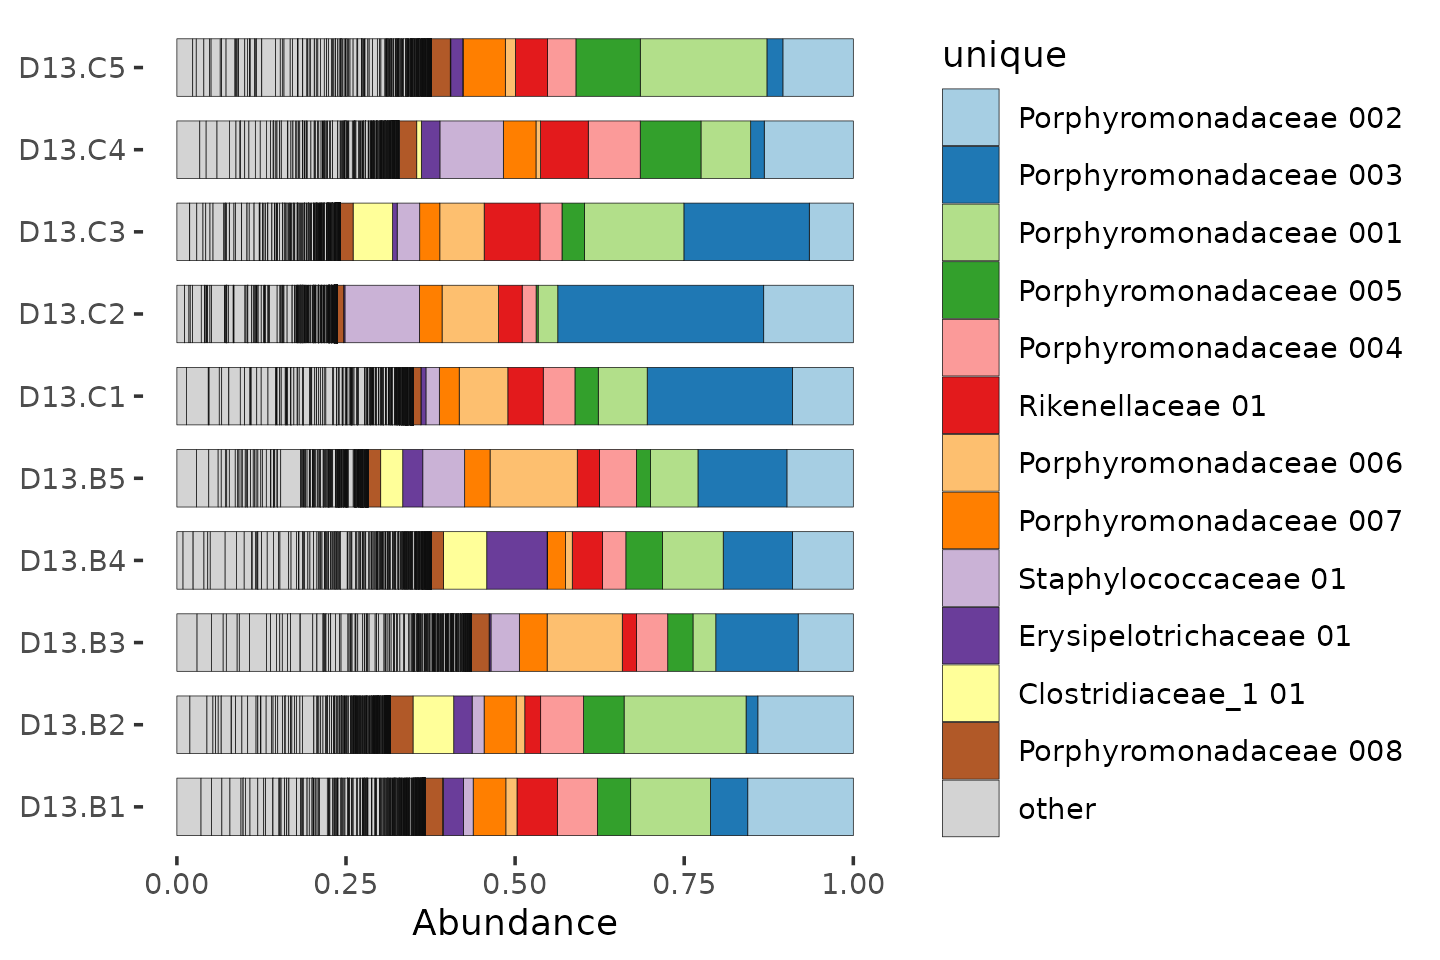 D13.C5
D13.C4
D13.C3
D13.C2
D13.C1
D13.B5
D13.B4
D13.B3
D13.B2
D13.B1
0.00 0.25 0.50 0.75 1.00
Abundance
unique
Porphyromonadaceae 002
Porphyromonadaceae 003
Porphyromonadaceae 001
Porphyromonadaceae 005
Porphyromonadaceae 004
Rikenellaceae 01
Porphyromonadaceae 006
Porphyromonadaceae 007
Staphylococcaceae 01
Erysipelotrichaceae 01
Clostridiaceae_1 01
Porphyromonadaceae 008
other